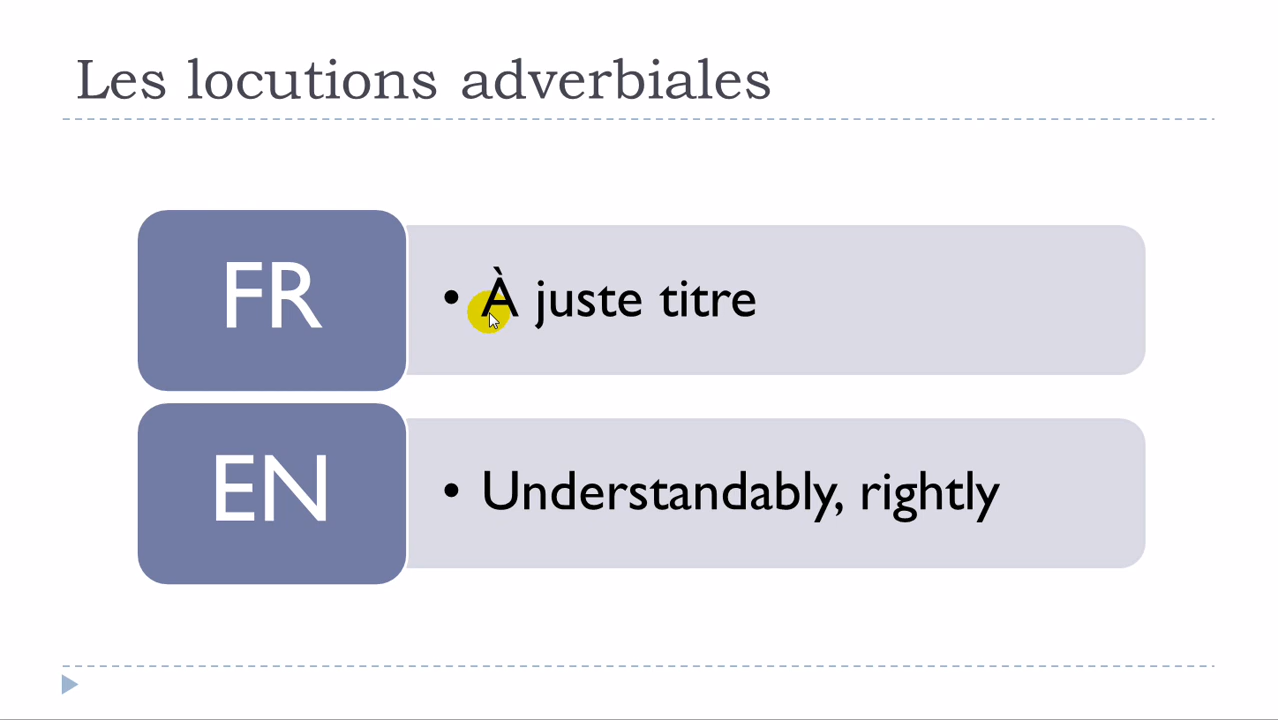 Les locutions adverbiales
FR
• À juste titre
EN
• Understandably, rightly